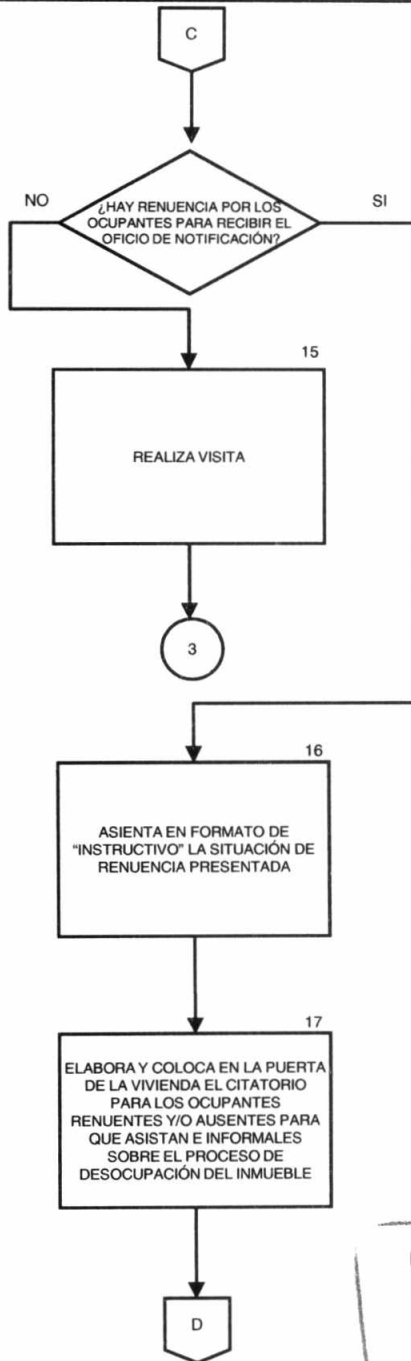 C
NO
SI
¿HAY RENUENCIA POR LOS
OCUPANTES PARA RECIBIR EL
OFICIO DE NOTIFICACIÓN?
15
REALIZA VISITA
3
16
ASIENTA EN FORMATO DE
"INSTRUCTIVO" LA SITUACIÓN DE
RENUENCIA PRESENTADA
17
ELABORA Y COLOCA EN LA PUERTA
DE LA VIVIENDA EL CITATORIO
PARA LOS OCUPANTES
RENUENTES Y/O AUSENTES PARA
QUE ASISTAN E INFORMALES
SOBRE EL PROCESO DE
DESOCUPACIÓN DEL INMUEBLE
D